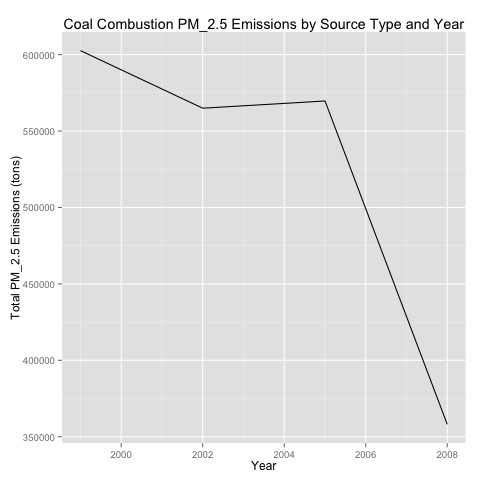 Coal Combustion PM_2.5 Emissions by Source Type and Year
Total PM_2.5 Emissions (tons)
600000
550000
500000
450000
400000
350000
2000 2002 2004 2006 2008
Year